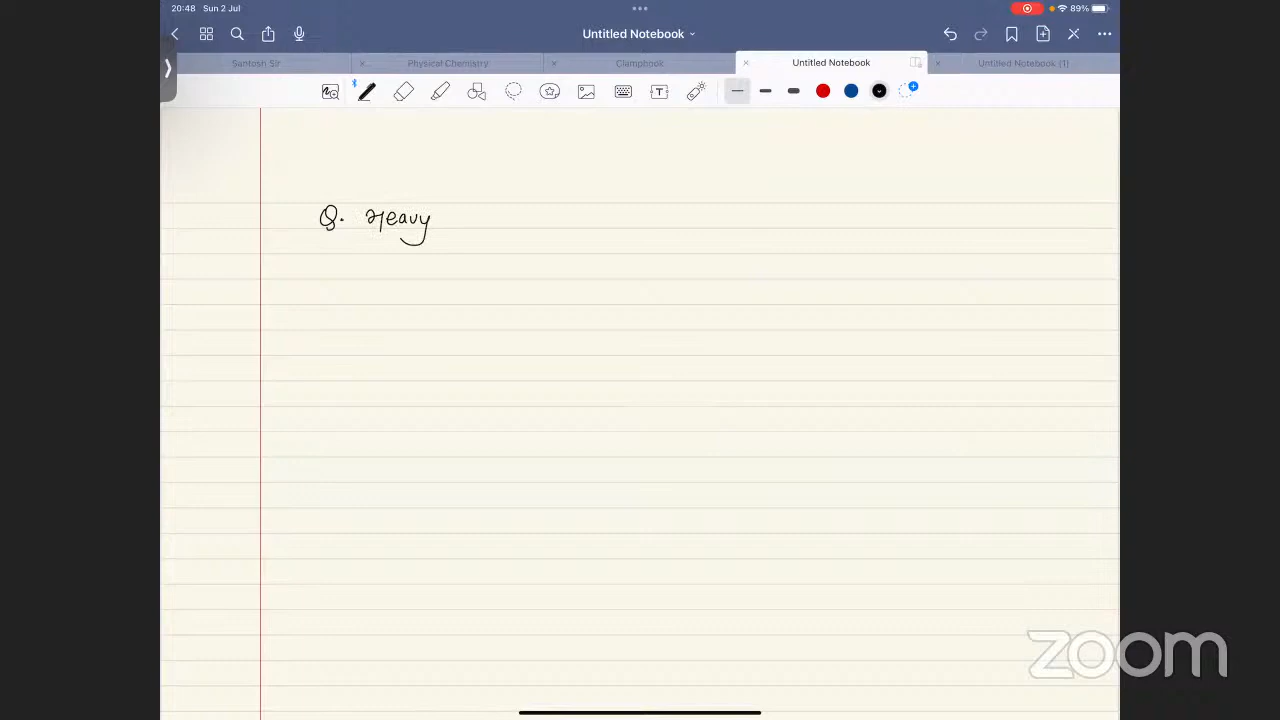 20:48 Sun 2 Jul
89%
Untitled Notebook
Santosh Sir
Physical Chemistry
Clampbook
Untitled Notebook
Untitled Notebook (1)
T
Q. Heavy
zoom